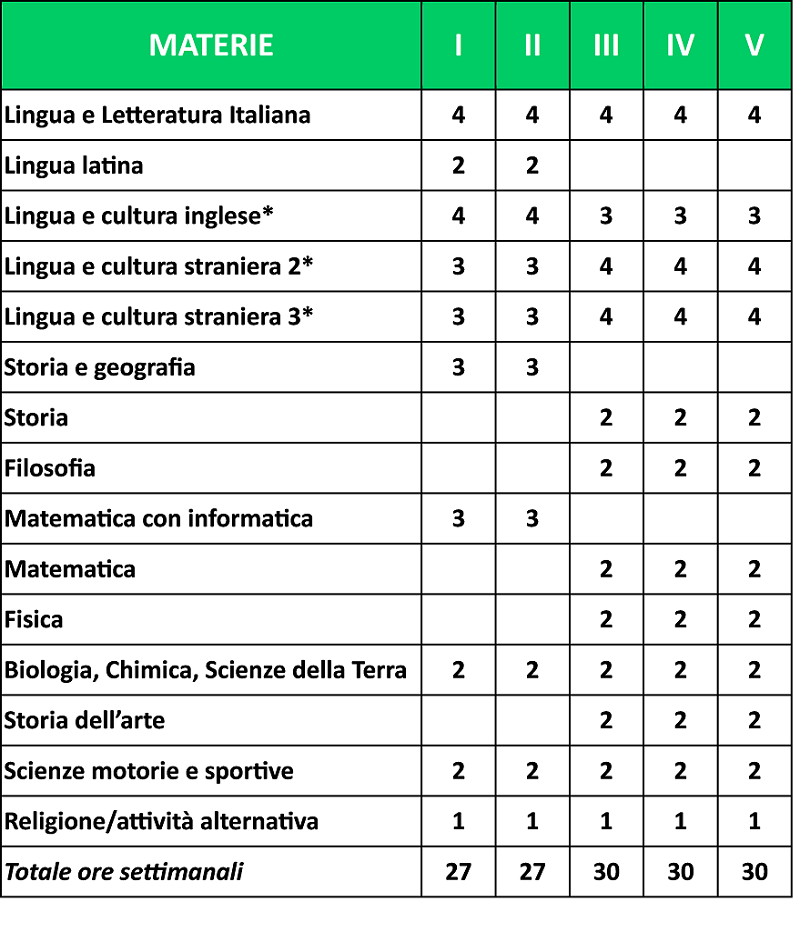 MATERIE I II III IV V
Lingua e Letteratura Italiana 4 4 4 4 4
Lingua latina 2 2
Lingua e cultura inglese* 4 4 3 3 3
Lingua e cultura straniera 2* 3 3 4 4 4
Lingua e cultura straniera 3* 3 3 4 4 4
Storia e geografia 3 3
Storia 2 2 2
Filosofia 2 2 2
Matematica con informatica 3 3
Matematica 2 2 2
Fisica 2 2 2
Biologia, Chimica, Scienze della Terra 2 2 2 2 2
Storia dell’arte 2 2 2
Scienze motorie e sportive 2 2 2 2 2
Religione/attività alternativa 1 1 1 1 1
Totale ore settimanali 27 27 30 30 30